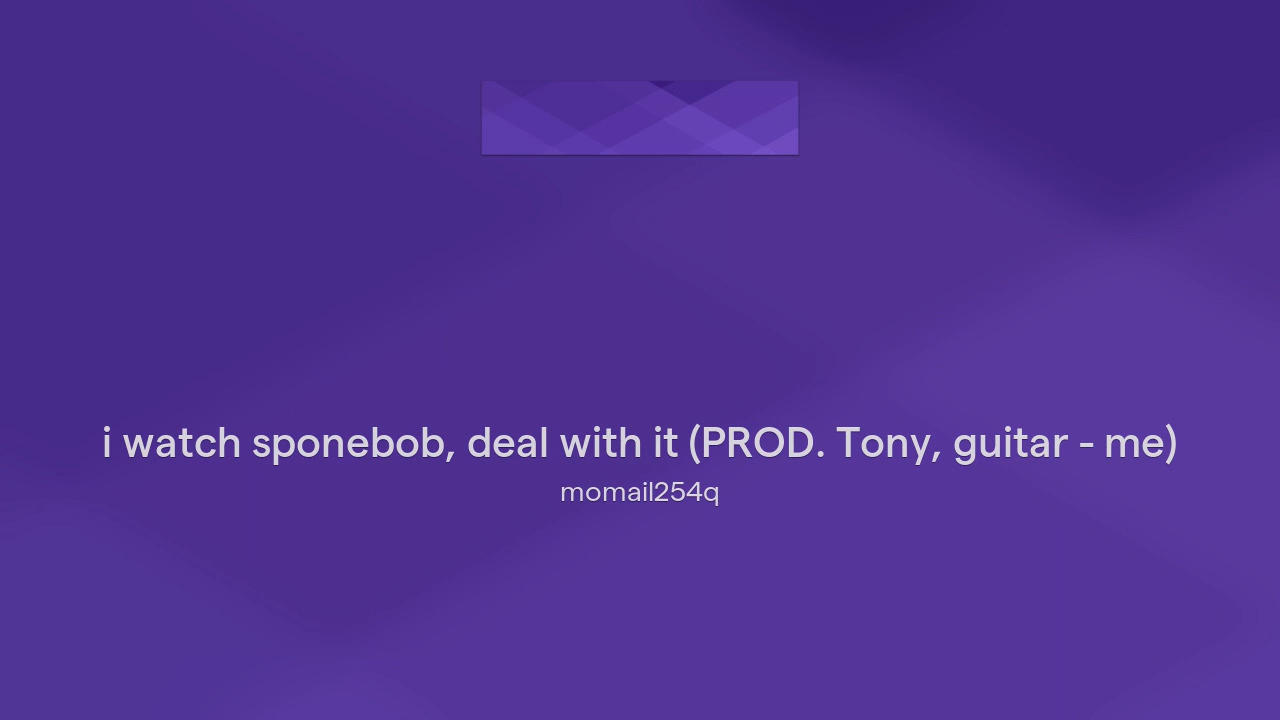 i watch sponebob, deal with it (PROD. Tony, guitar - me)
momail254q